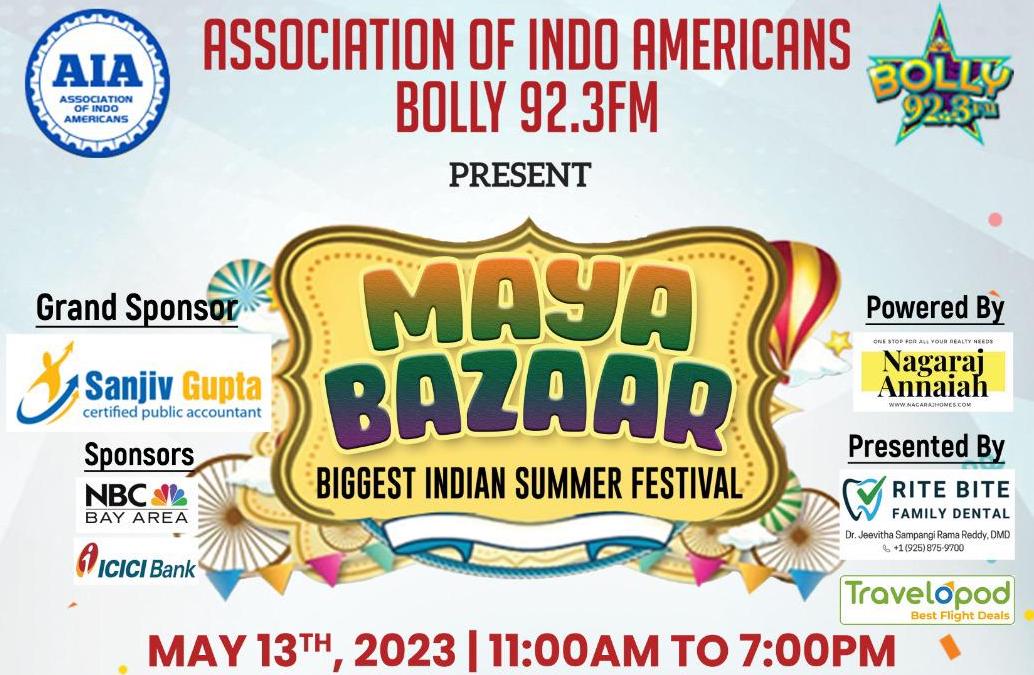 AIA
ASSOCIATION
OF INDO
AMERICANS
ASSOCIATION OF INDO AMERICANS
BOLLY 92.3FM
BOLLY
92.3FM
PRESENT
MAYA
BAZAAR
BIGGEST INDIAN SUMMER FESTIVAL
Grand Sponsor
Sanjiv Gupta
certified public accountant
Sponsors
NBC
BAY AREA
ICICI Bank
Powered By
ONE STOP FOR ALL YOUR REALTY NEEDS
Nagaraj
Annaiah
WWW.NAGARAJHOMES.COM
Presented By
RITE BITE
FAMILY DENTAL
Dr. Jeevitha Sampangi Rama Reddy, DMD
+1 (925) 875-9700
Travelopod
Best Flight Deals
MAY 13TH, 2023 | 11:00AM TO 7:00PM